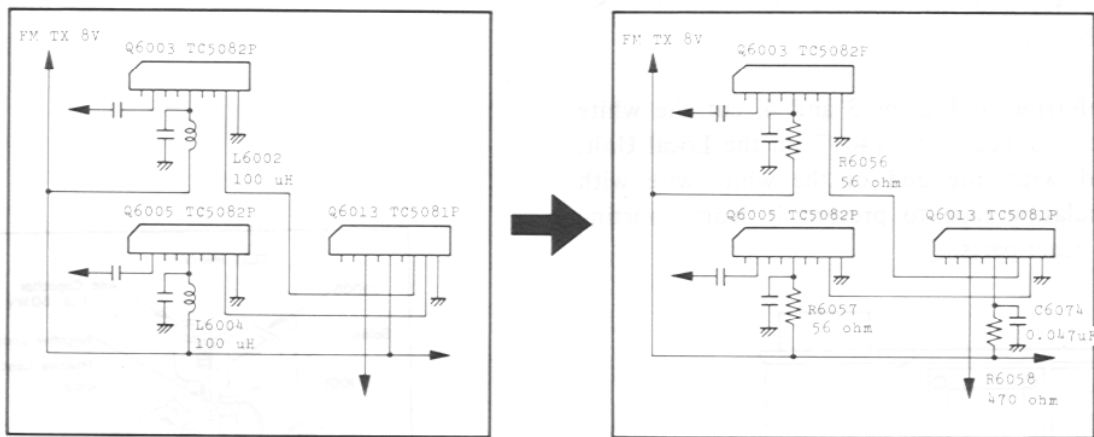 FM TX 8V
Q6003 TC5082P
L6002
100 uH
Q6005 TC5082P
Q6013 TC5081P
L6004
100 uH
FM TX 8V
Q6003 TC5082P
R6056
56 ohm
Q6005 TC5082P
Q6013 TC5081P
R6057
56 ohm
C6074
0.047uF
R6058
470 ohm